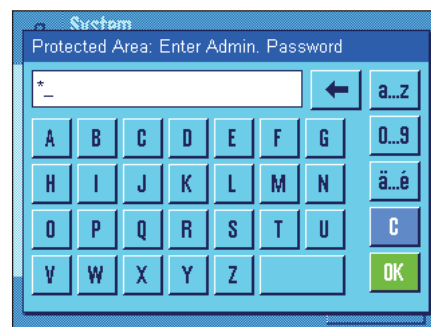 System
Protected Area: Enter Admin. Password
*_ a...z
A B C D E F G 0...9
H I J K L M N ä...é
O P Q R S T U C
V W X Y Z OK